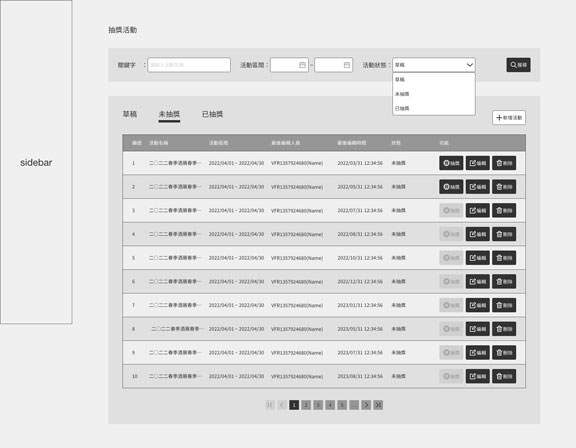 sidebar
抽獎活動
關鍵字 ： 請輸入活動名稱 活動區間： ~ 活動狀態： 草稿 搜尋
草稿
未抽獎
已抽獎
草稿 未抽獎 已抽獎
新增活動
編號 活動名稱 活動區間 最後編輯人員 最後編輯時間 狀態 功能
1 二〇二二春季酒展春季⋯ 2022/04/01 ~ 2022/04/30 VFR1357924680(Name) 2022/03/31 12:34:56 未抽獎 抽獎 編輯 刪除
2 二〇二二春季酒展春季⋯ 2022/04/01 ~ 2022/04/30 VFR1357924680(Name) 2022/05/31 12:34:56 未抽獎 抽獎 編輯 刪除
3 二〇二二春季酒展春季⋯ 2022/04/01 ~ 2022/04/30 VFR1357924680(Name) 2022/07/31 12:34:56 未抽獎 抽獎 編輯 刪除
4 二〇二二春季酒展春季⋯ 2022/04/01 ~ 2022/04/30 VFR1357924680(Name) 2022/08/31 12:34:56 未抽獎 抽獎 編輯 刪除
5 二〇二二春季酒展春季⋯ 2022/04/01 ~ 2022/04/30 VFR1357924680(Name) 2022/10/31 12:34:56 未抽獎 抽獎 編輯 刪除
6 二〇二二春季酒展春季⋯ 2022/04/01 ~ 2022/04/30 VFR1357924680(Name) 2022/12/31 12:34:56 未抽獎 抽獎 編輯 刪除
7 二〇二二春季酒展春季⋯ 2022/04/01 ~ 2022/04/30 VFR1357924680(Name) 2023/01/31 12:34:56 未抽獎 抽獎 編輯 刪除
8 二〇二二春季酒展春季⋯ 2022/04/01 ~ 2022/04/30 VFR1357924680(Name) 2023/05/31 12:34:56 未抽獎 抽獎 編輯 刪除
9 二〇二二春季酒展春季⋯ 2022/04/01 ~ 2022/04/30 VFR1357924680(Name) 2023/07/31 12:34:56 未抽獎 抽獎 編輯 刪除
10 二〇二二春季酒展春季⋯ 2022/04/01 ~ 2022/04/30 VFR1357924680(Name) 2023/08/31 12:34:56 未抽獎 抽獎 編輯 刪除
1 2 3 4 5 ...